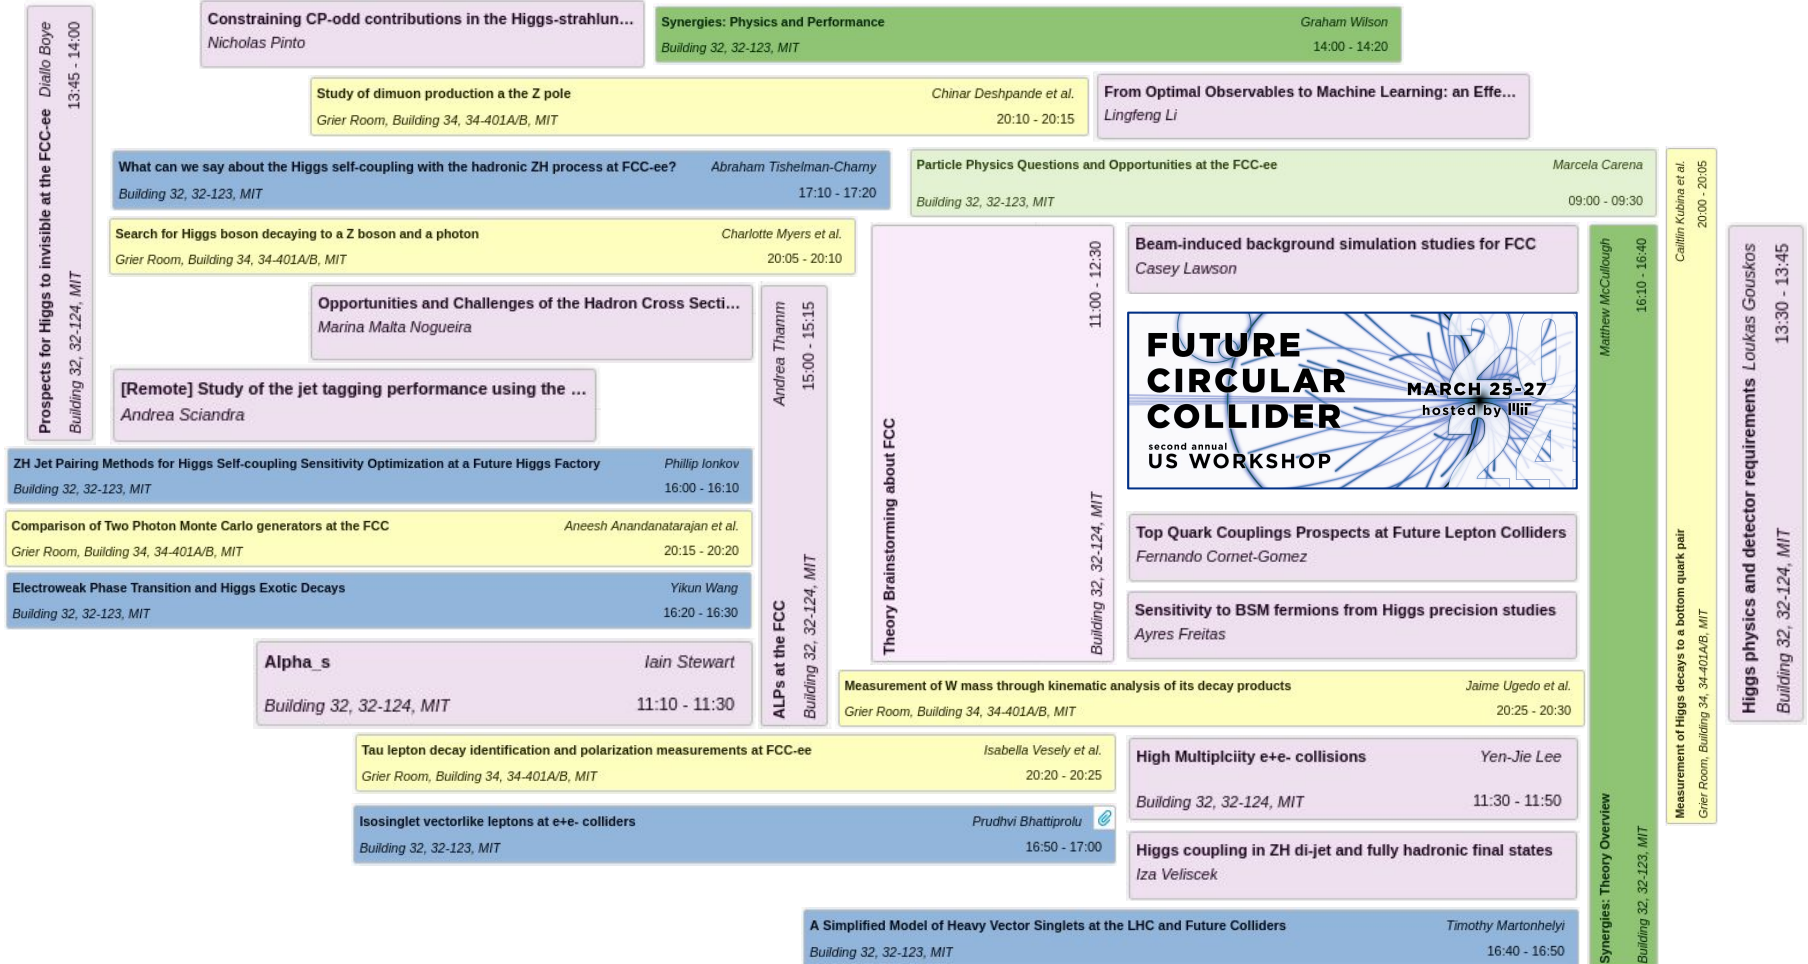 Prospects for Higgs to invisible at the FCC-ee Diallo Boye
Building 32, 32-124, MIT 13:45 - 14:00
Constraining CP-odd contributions in the Higgs-strahlun...
Nicholas Pinto
Synergies: Physics and Performance Graham Wilson
Building 32, 32-123, MIT 14:00 - 14:20
Study of dimuon production a the Z pole Chinar Deshpande et al.
Grier Room, Building 34, 34-401A/B, MIT 20:10 - 20:15
From Optimal Observables to Machine Learning: an Effe...
Lingfeng Li
What can we say about the Higgs self-coupling with the hadronic ZH process at FCC-ee? Abraham Tishelman-Charny
Building 32, 32-123, MIT 17:10 - 17:20
Particle Physics Questions and Opportunities at the FCC-ee Marcela Carena
Building 32, 32-123, MIT 09:00 - 09:30
Search for Higgs boson decaying to a Z boson and a photon Charlotte Myers et al.
Grier Room, Building 34, 34-401A/B, MIT 20:05 - 20:10
Opportunities and Challenges of the Hadron Cross Secti...
Marina Malta Nogueira
[Remote] Study of the jet tagging performance using the ...
Andrea Sciandra
ZH Jet Pairing Methods for Higgs Self-coupling Sensitivity Optimization at a Future Higgs Factory Phillip Ionkov
Building 32, 32-123, MIT 16:00 - 16:10
Comparison of Two Photon Monte Carlo generators at the FCC Aneesh Anandanatarajan et al.
Grier Room, Building 34, 34-401A/B, MIT 20:15 - 20:20
Electroweak Phase Transition and Higgs Exotic Decays Yikun Wang
Building 32, 32-123, MIT 16:20 - 16:30
Alpha_s Iain Stewart
Building 32, 32-124, MIT 11:10 - 11:30
ALPs at the FCC Andrea Thamm
Building 32, 32-124, MIT 15:00 - 15:15
Theory Brainstorming about FCC
Building 32, 32-124, MIT 11:00 - 12:30
Beam-induced background simulation studies for FCC
Casey Lawson
FUTURE
CIRCULAR
COLLIDER
second annual
US WORKSHOP
2024
MARCH 25-27
hosted by MIT
Top Quark Couplings Prospects at Future Lepton Colliders
Fernando Cornet-Gomez
Sensitivity to BSM fermions from Higgs precision studies
Ayres Freitas
Measurement of W mass through kinematic analysis of its decay products Jaime Ugedo et al.
Grier Room, Building 34, 34-401A/B, MIT 20:25 - 20:30
Tau lepton decay identification and polarization measurements at FCC-ee Isabella Vesely et al.
Grier Room, Building 34, 34-401A/B, MIT 20:20 - 20:25
High Multiplciity e+e- collisions Yen-Jie Lee
Building 32, 32-124, MIT 11:30 - 11:50
Isosinglet vectorlike leptons at e+e- colliders Prudhvi Bhattiprolu
Building 32, 32-123, MIT 16:50 - 17:00
Higgs coupling in ZH di-jet and fully hadronic final states
Iza Veliscek
A Simplified Model of Heavy Vector Singlets at the LHC and Future Colliders Timothy Martonhelyi
Building 32, 32-123, MIT 16:40 - 16:50
Synergies: Theory Overview Matthew McCullough
Building 32, 32-123, MIT 16:10 - 16:40
Measurement of Higgs decays to a bottom quark pair Caitlin Kubina et al.
Grier Room, Building 34, 34-401A/B, MIT 20:00 - 20:05
Higgs physics and detector requirements Loukas Gouskos
Building 32, 32-124, MIT 13:30 - 13:45